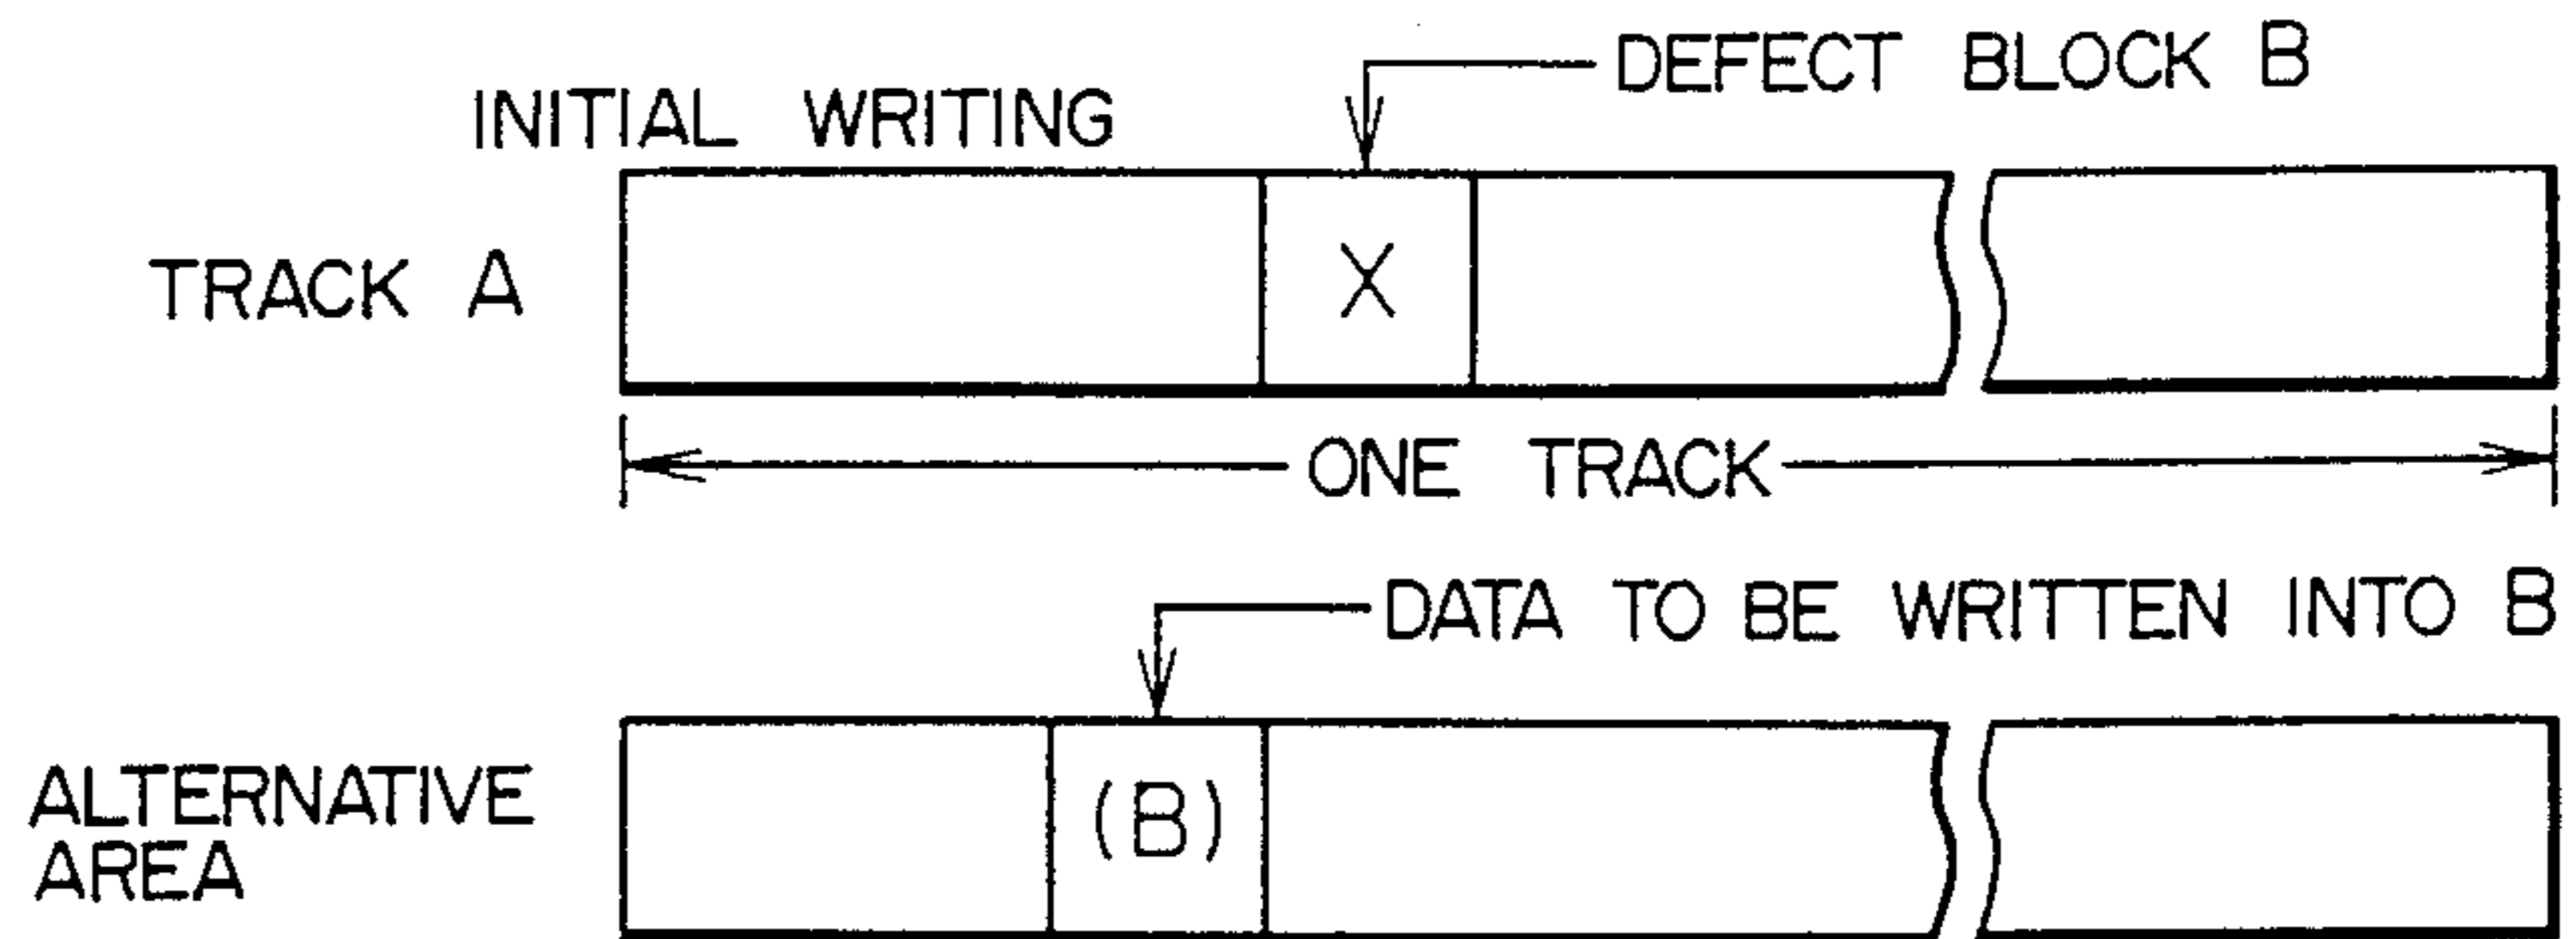 DEFECT BLOCK B
INITIAL WRITING
TRACK A
X
ONE TRACK
DATA TO BE WRITTEN INTO B
ALTERNATIVE
AREA
(B)